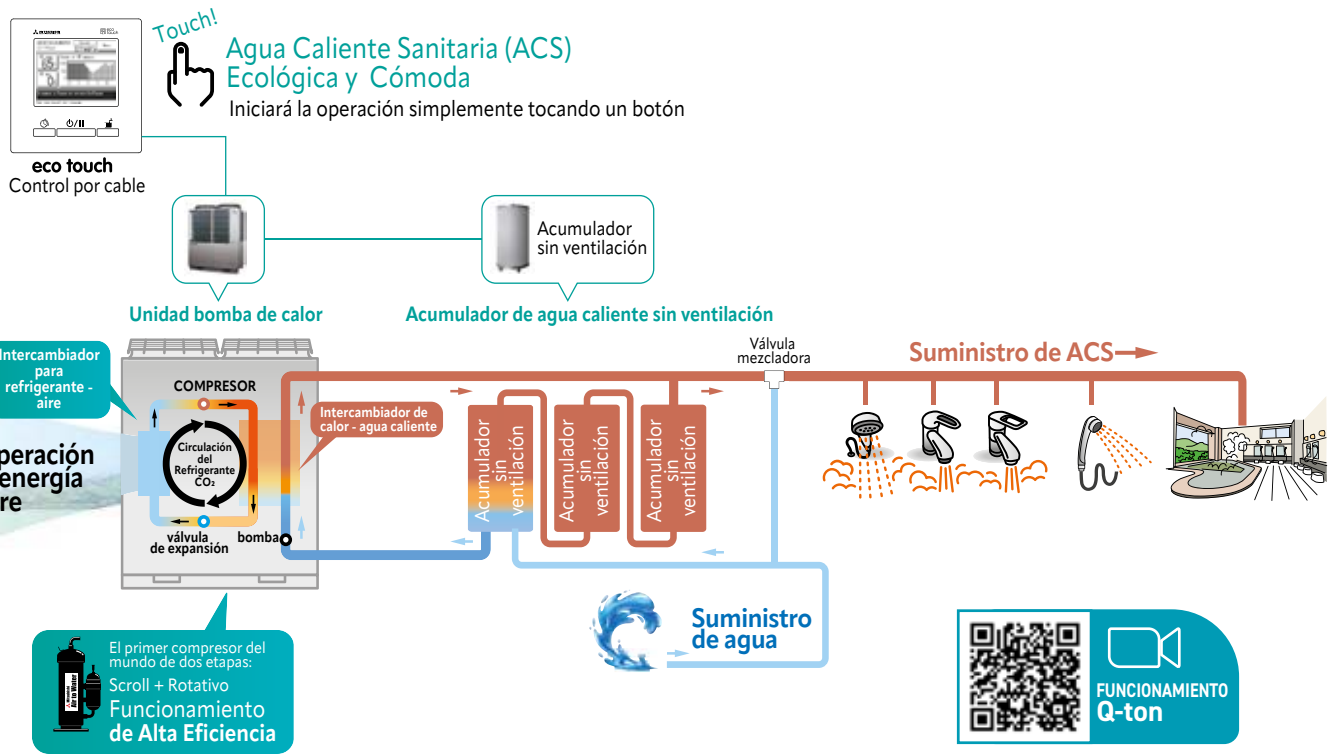 Touch!
Agua Caliente Sanitaria (ACS)
Ecológica y Cómoda
Iniciará la operación simplemente tocando un botón
eco touch
Control por cable
Acumulador
sin ventilación
Unidad bomba de calor
Acumulador de agua caliente sin ventilación
Intercambiador
para
refrigerante -
aire
COMPRESOR
Circulación
del
Refrigerante
CO₂
Intercambiador de
calor - agua caliente
peración
energía
re
válvula
de expansión
bomba
Acumulador
sin
ventilación
Acumulador
sin
ventilación
Acumulador
sin
ventilación
Válvula
mezcladora
Suministro de ACS
Suministro
de agua
El primer compresor del
mundo de dos etapas:
Scroll + Rotativo
Funcionamiento
de Alta Eficiencia
Air to Water
FUNCIONAMIENTO
Q-ton